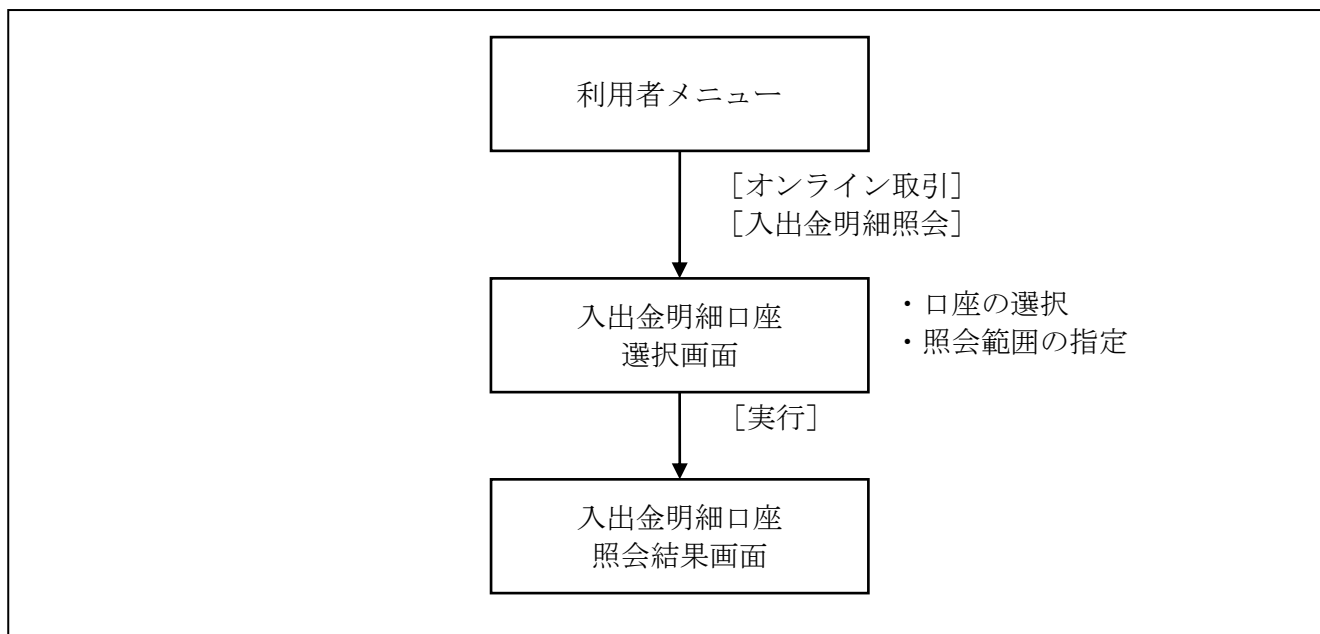 利用者メニュー
［オンライン取引］
［入出金明細照会］
入出金明細口座
選択画面
・口座の選択
・照会範囲の指定
［実行］
入出金明細口座
照会結果画面